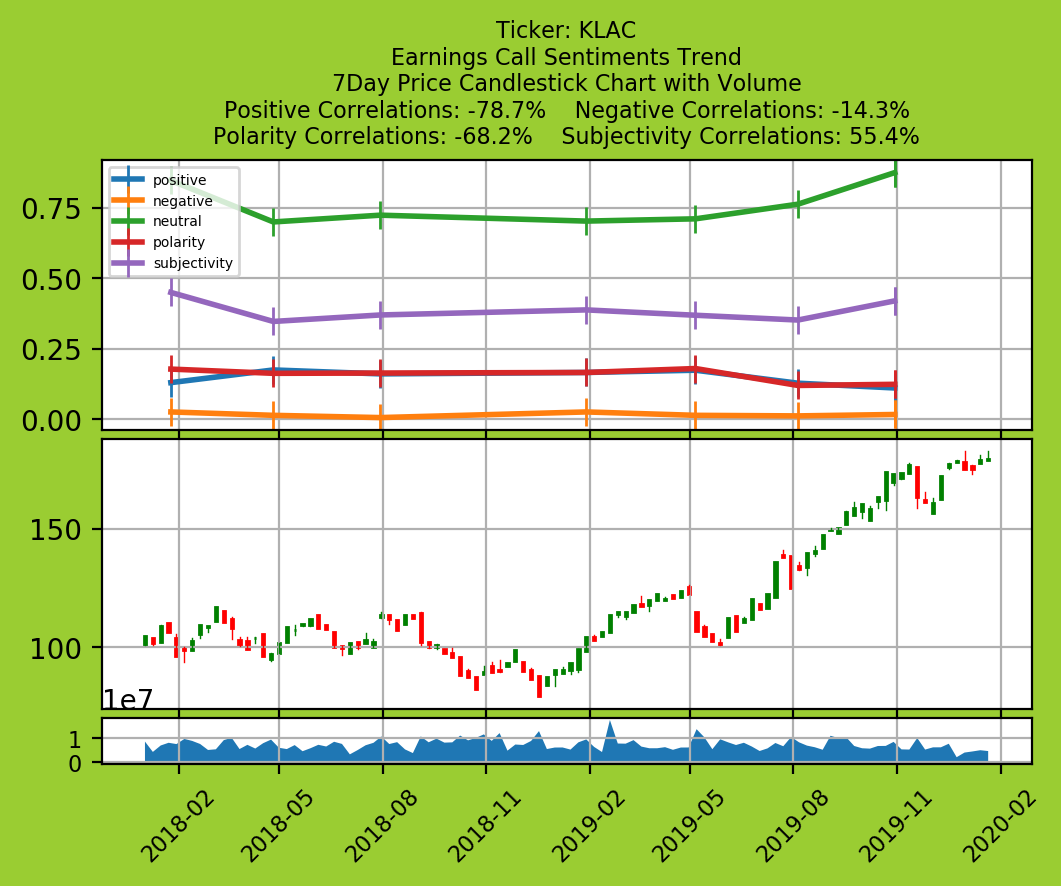 Ticker: KLAC
Earnings Call Sentiments Trend
7Day Price Candlestick Chart with Volume
Positive Correlations: -78.7%    Negative Correlations: -14.3%
Polarity Correlations: -68.2%    Subjectivity Correlations: 55.4%
positive
negative
neutral
polarity
subjectivity
0.75
0.50
0.25
0.00
150
100
1e7
1
0
2018-02
2018-05
2018-08
2018-11
2019-02
2019-05
2019-08
2019-11
2020-02